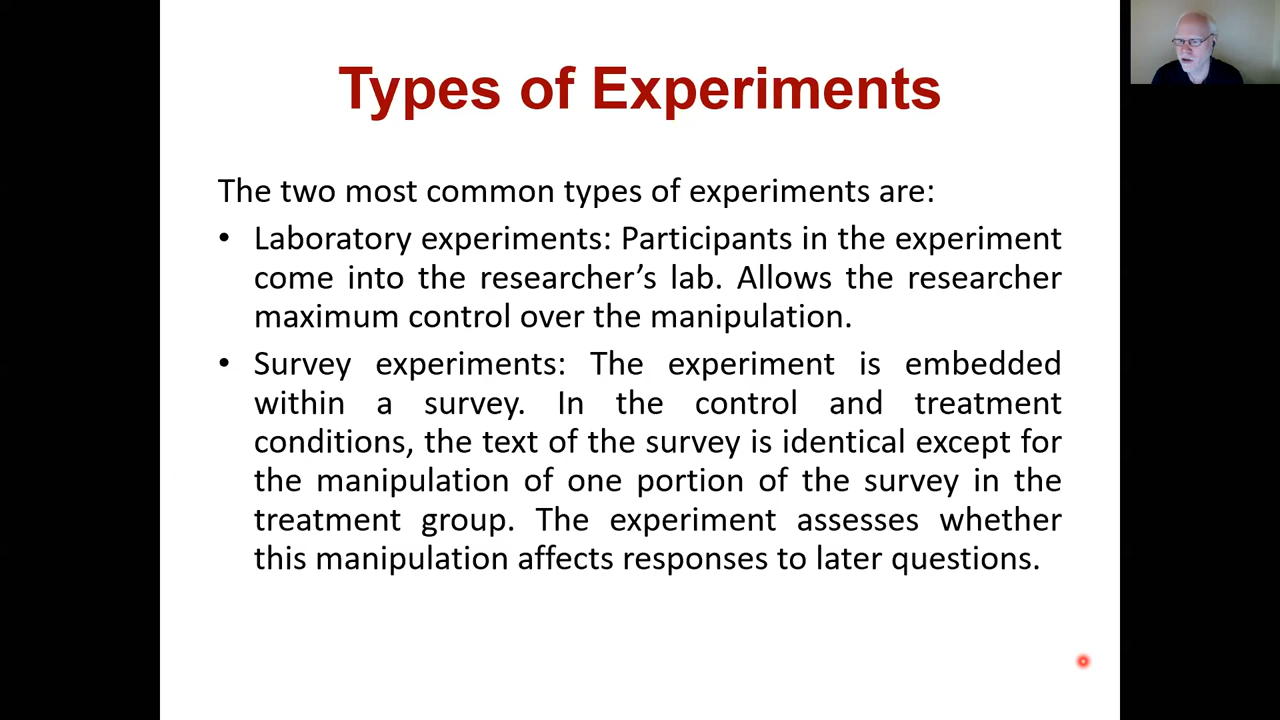 Types of Experiments
The two most common types of experiments are:
• Laboratory experiments: Participants in the experiment
come into the researcher’s lab. Allows the researcher
maximum control over the manipulation.
• Survey experiments: The experiment is embedded
within a survey. In the control and treatment
conditions, the text of the survey is identical except for
the manipulation of one portion of the survey in the
treatment group. The experiment assesses whether
this manipulation affects responses to later questions.